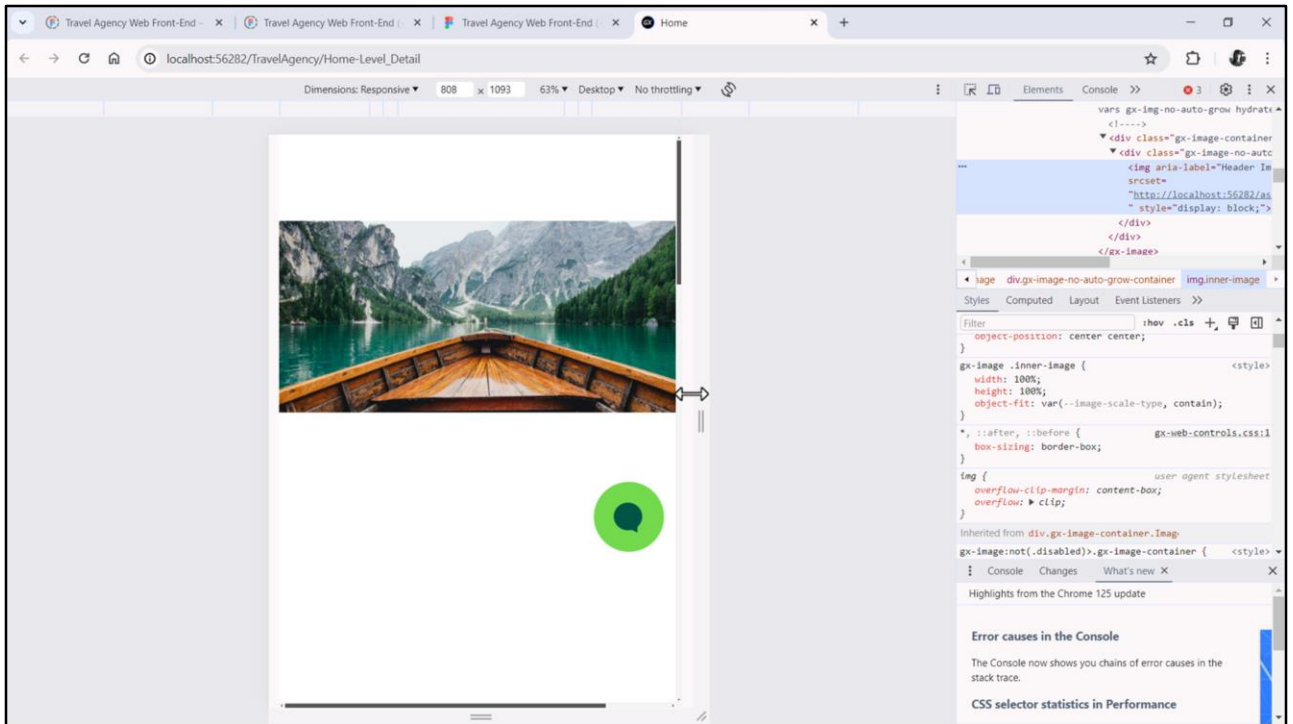 Travel Agency Web Front-End -
Travel Agency Web Front-End (
Travel Agency Web Front-End (
Home
localhost:56282/TravelAgency/Home-Level_Detail
Dimensions: Responsive 808 x 1093 63% Desktop No throttling
Elements Console 3
vars gx-img-no-auto-grow hydrate
<!---->
<div class="gx-image-container
<div class="gx-image-no-auto
<img aria-label="Header Im
srcset=
"http://localhost:56282/as
" style="display: block;">
</div>
</div>
</gx-image>
div.gx-image-no-auto-grow-container img.inner-image
Styles Computed Layout Event Listeners
Filter :hov .cls
object-position: center center;
}
gx-image .inner-image { <style>
width: 100%;
height: 100%;
object-fit: var(--image-scale-type, contain);
}
*, ::after, ::before { gx-web-controls.css:1
box-sizing: border-box;
}
img { user agent stylesheet
overflow-clip-margin: content-box;
overflow: clip;
}
Inherited from div.gx-image-container.Imag
gx-image:not(.disabled)>.gx-image-container { <style>
Console Changes What's new
Highlights from the Chrome 125 update
Error causes in the Console
The Console now shows you chains of error causes in the
stack trace.
CSS selector statistics in Performance